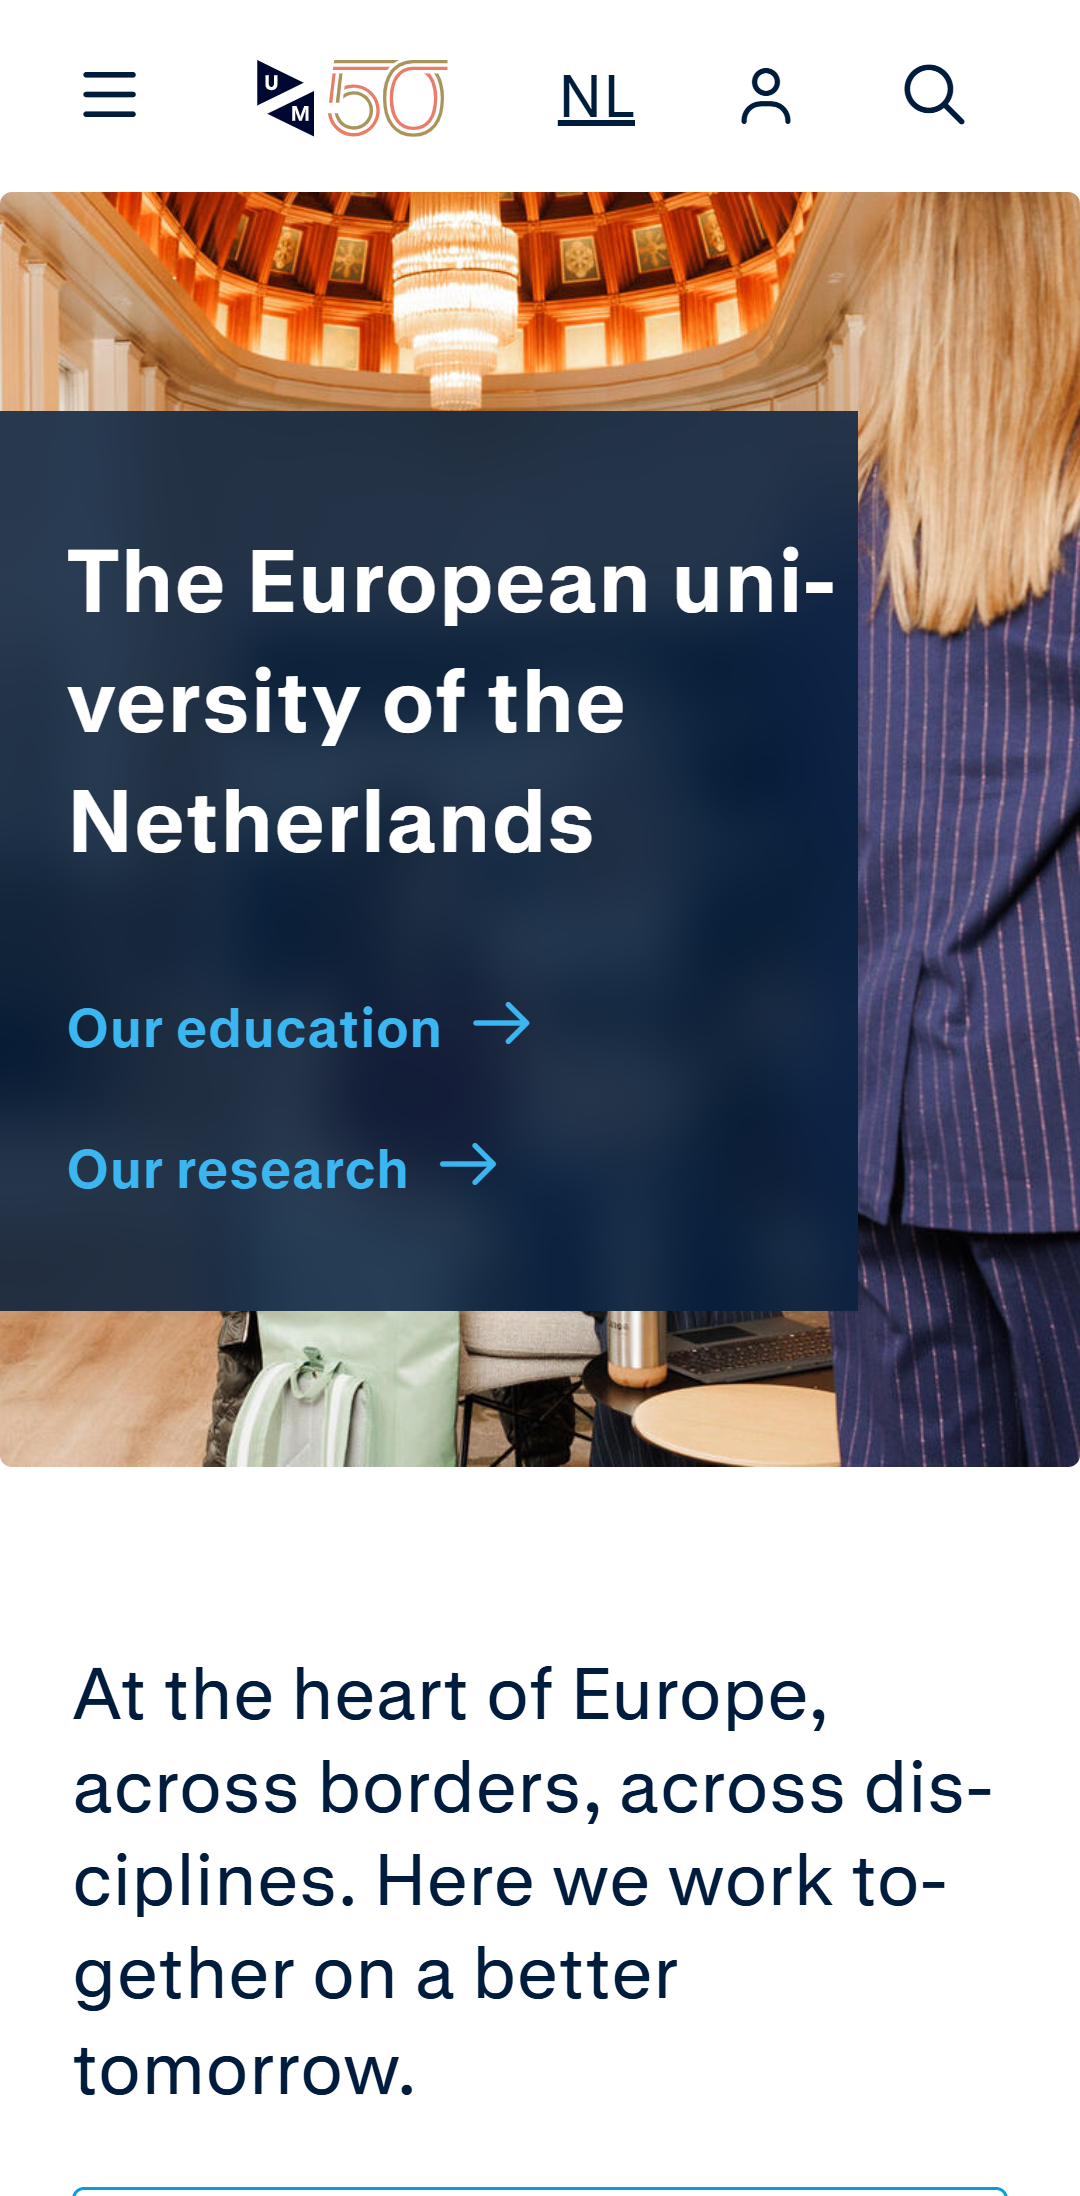 U
M
50
NL
The European uni-
versity of the
Netherlands
Our education
Our research
At the heart of Europe,
across borders, across dis-
ciplines. Here we work to-
gether on a better
tomorrow.